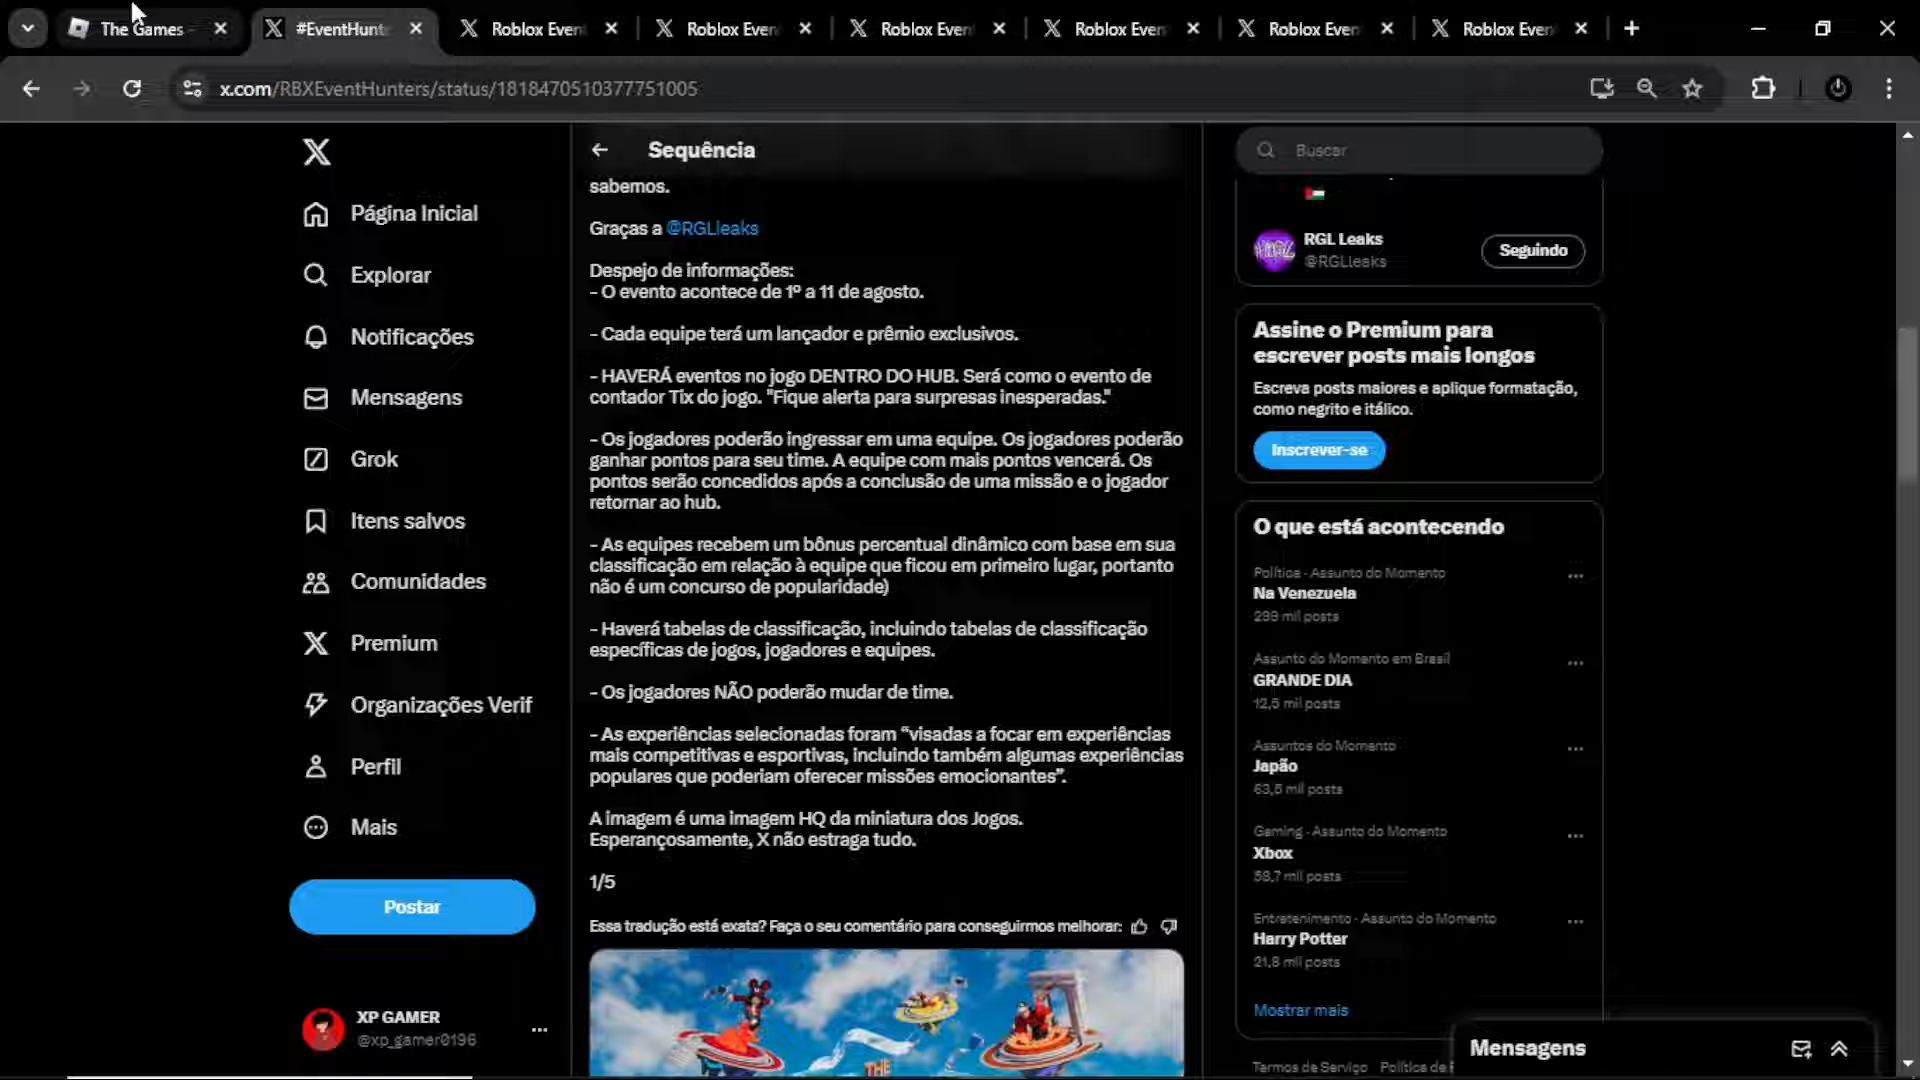 The Games
#EventHunt
Roblox Even
Roblox Even
Roblox Even
Roblox Even
Roblox Even
Roblox Even
x.com/RBXEventHunters/status/1818470510377751005
Página Inicial
Explorar
Notificações
Mensagens
Grok
Itens salvos
Comunidades
Premium
Organizações Verif
Perfil
Mais
Postar
XP GAMER
@xp_gamer0196
Sequência
sabemos.
Graças a @RGLleaks
Despejo de informações:
- O evento acontece de 1º a 11 de agosto.
- Cada equipe terá um lançador e prêmio exclusivos.
- HAVERÁ eventos no jogo DENTRO DO HUB. Será como o evento de
contador Tix do jogo. "Fique alerta para surpresas inesperadas."
- Os jogadores poderão ingressar em uma equipe. Os jogadores poderão
ganhar pontos para seu time. A equipe com mais pontos vencerá. Os
pontos serão concedidos após a conclusão de uma missão e o jogador
retornar ao hub.
- As equipes recebem um bônus percentual dinâmico com base em sua
classificação em relação à equipe que ficou em primeiro lugar, portanto
não é um concurso de popularidade)
- Haverá tabelas de classificação, incluindo tabelas de classificação
específicas de jogos, jogadores e equipes.
- Os jogadores NÃO poderão mudar de time.
- As experiências selecionadas foram “visadas a focar em experiências
mais competitivas e esportivas, incluindo também algumas experiências
populares que poderiam oferecer missões emocionantes”.
A imagem é uma imagem HQ da miniatura dos Jogos.
Esperançosamente, X não estraga tudo.
1/5
Essa tradução está exata? Faça o seu comentário para conseguirmos melhorar:
THE
Buscar
RGL Leaks
@RGLleaks
Seguindo
Assine o Premium para
escrever posts mais longos
Escreva posts maiores e aplique formatação,
como negrito e itálico.
Inscrever-se
O que está acontecendo
Política · Assunto do Momento
Na Venezuela
299 mil posts
Assunto do Momento em Brasil
GRANDE DIA
12,5 mil posts
Assuntos do Momento
Japão
63,5 mil posts
Gaming · Assunto do Momento
Xbox
58,7 mil posts
Entretenimento · Assunto do Momento
Harry Potter
21,8 mil posts
Mostrar mais
Mensagens
Termos de Serviço Política de